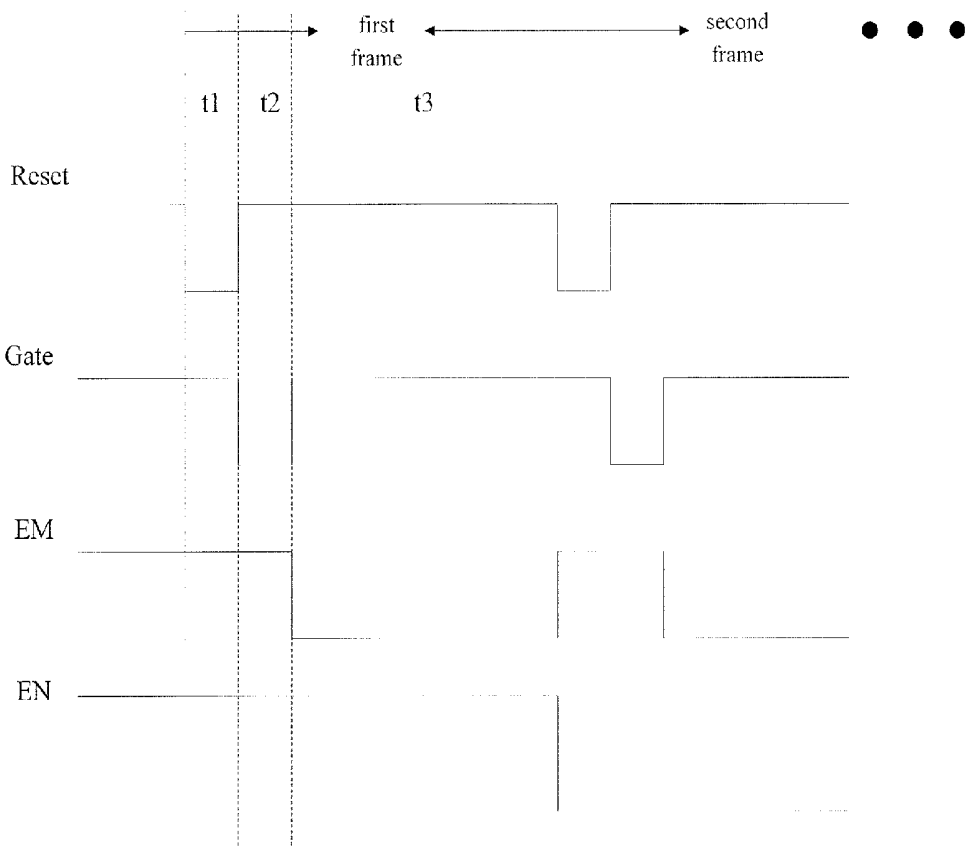 first
frame
second
frame
t1
t2
t3
Reset
Gate
EM
EN